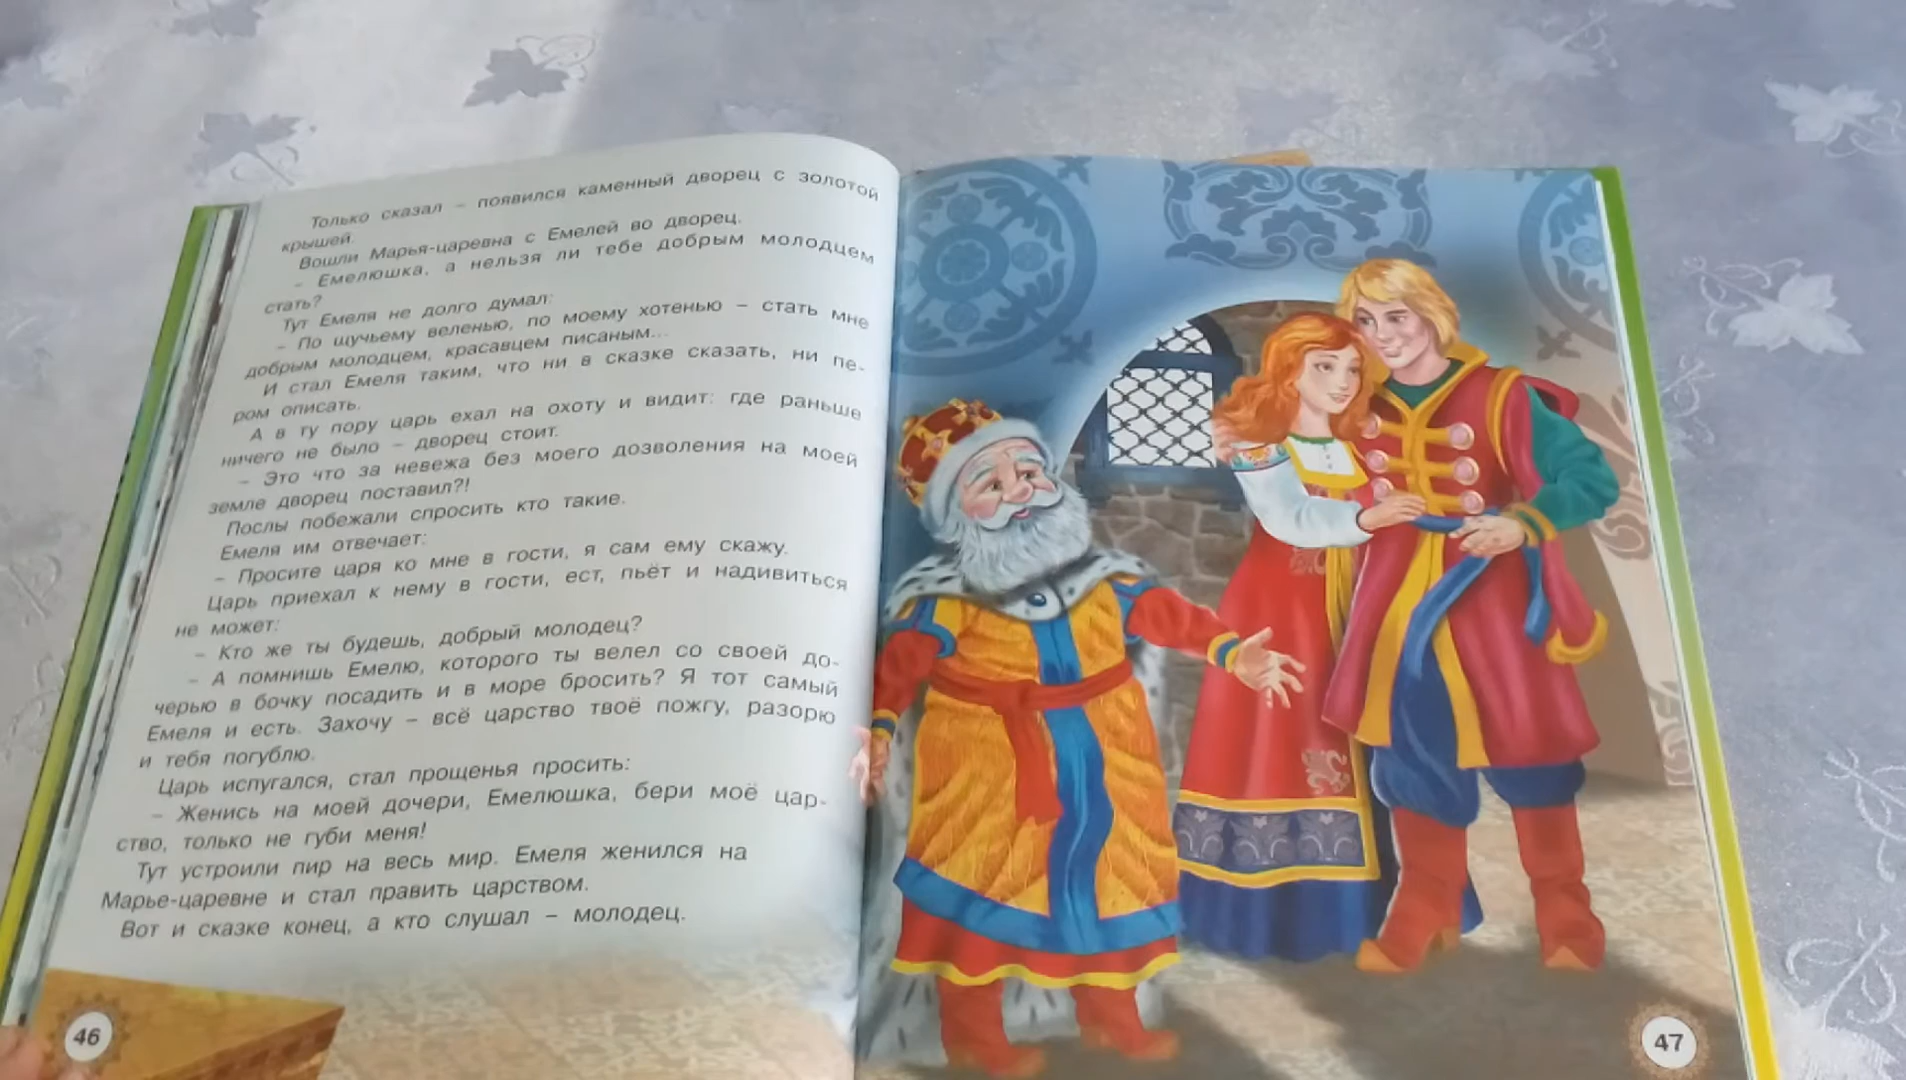 Только сказал – появился каменный дворец с золотой
крышей.
Вошли Марья-царевна с Емелей во дворец.
– Емелюшка, а нельзя ли тебе добрым молодцем
стать?
Тут Емеля не долго думал:
– По щучьему веленью, по моему хотенью – стать мне
добрым молодцем, красавцем писаным...
И стал Емеля таким, что ни в сказке сказать, ни пе-
ром описать.
А в ту пору царь ехал на охоту и видит: где раньше
ничего не было – дворец стоит.
– Это что за невежа без моего дозволения на моей
земле дворец поставил?!
Послы побежали спросить кто такие.
Емеля им отвечает:
– Просите царя ко мне в гости, я сам ему скажу.
Царь приехал к нему в гости, ест, пьёт и надивиться
не может:
– Кто же ты будешь, добрый молодец?
– А помнишь Емелю, которого ты велел со своей до-
черью в бочку посадить и в море бросить? Я тот самый
Емеля и есть. Захочу – всё царство твоё пожгу, разорю
и тебя погублю.
Царь испугался, стал прощенья просить:
– Женись на моей дочери, Емелюшка, бери моё цар-
ство, только не губи меня!
Тут устроили пир на весь мир. Емеля женился на
Марье-царевне и стал править царством.
Вот и сказке конец, а кто слушал – молодец.
46
47